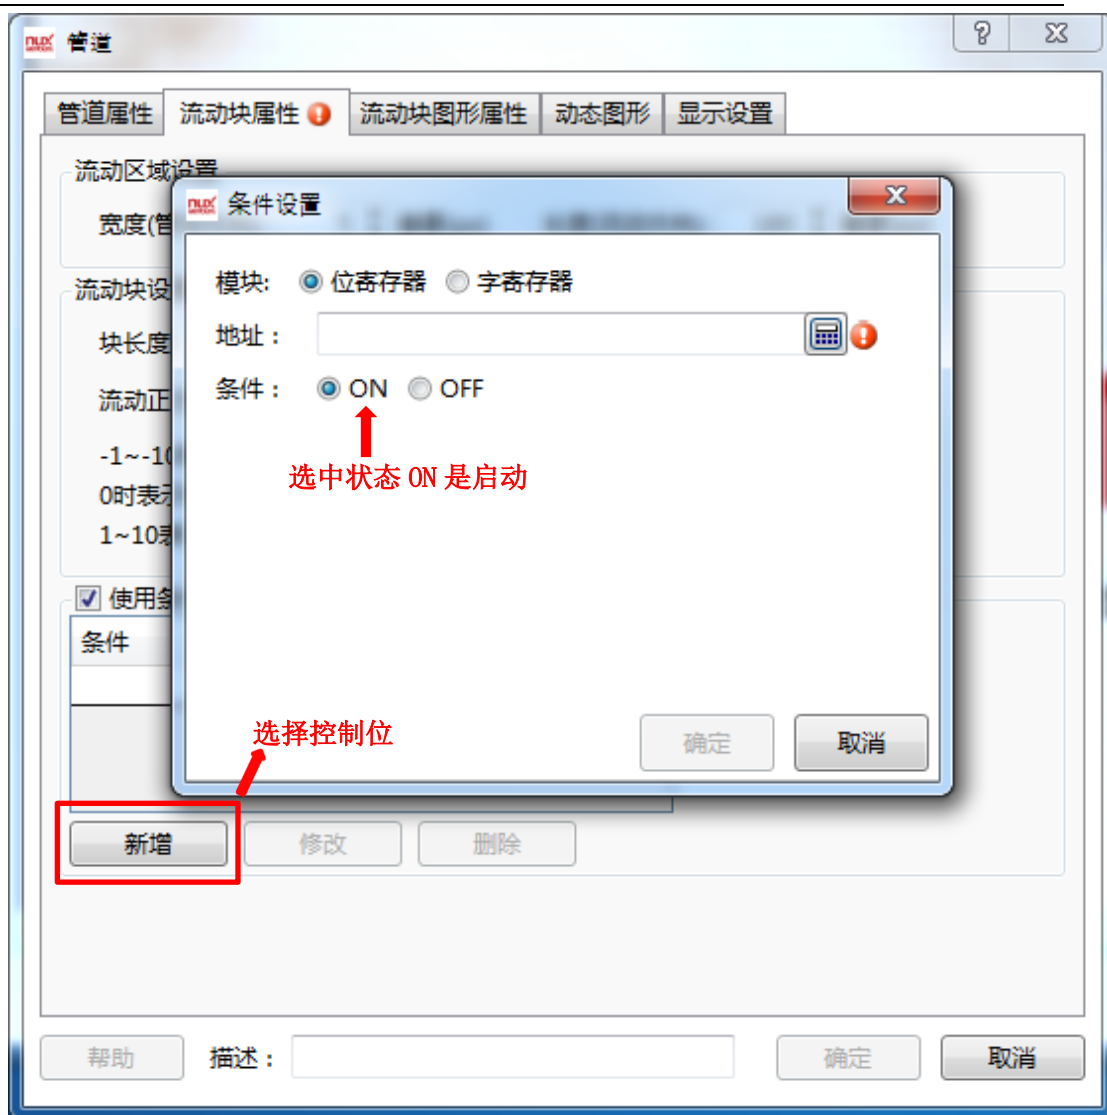 管道
管道属性 流动块属性 流动块图形属性 动态图形 显示设置
流动区域设置
条件设置
宽度(管
模块: 位寄存器 字寄存器
流动块设
地址：
块长度
条件： ON OFF
流动正
选中状态 ON 是启动
-1~-10
0时表示
1~10表
使用条
条件
选择控制位
确定 取消
新增 修改 删除
帮助 描述： 确定 取消